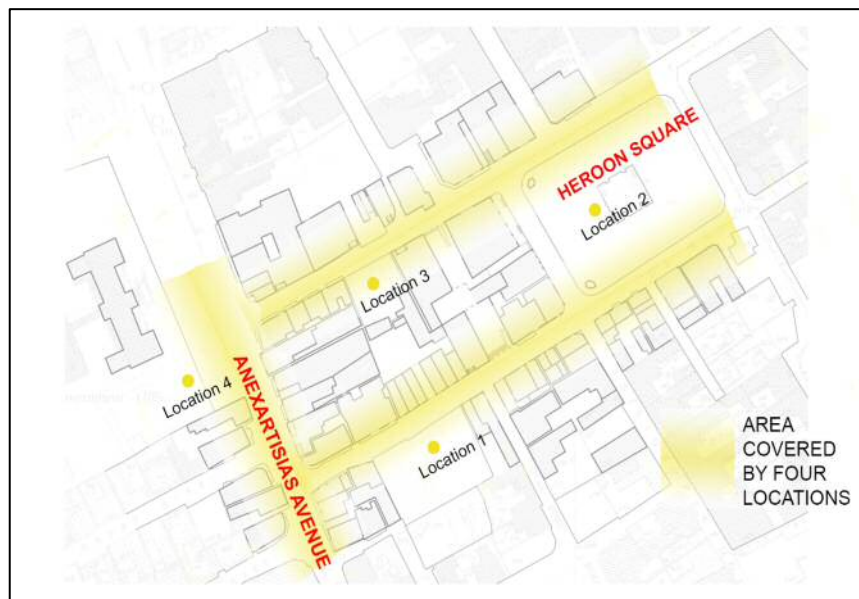 HEROON SQUARE
Location 2
Location 3
Location 4
ANEXARTISIAS AVENUE
Location 1
AREA
COVERED
BY FOUR
LOCATIONS